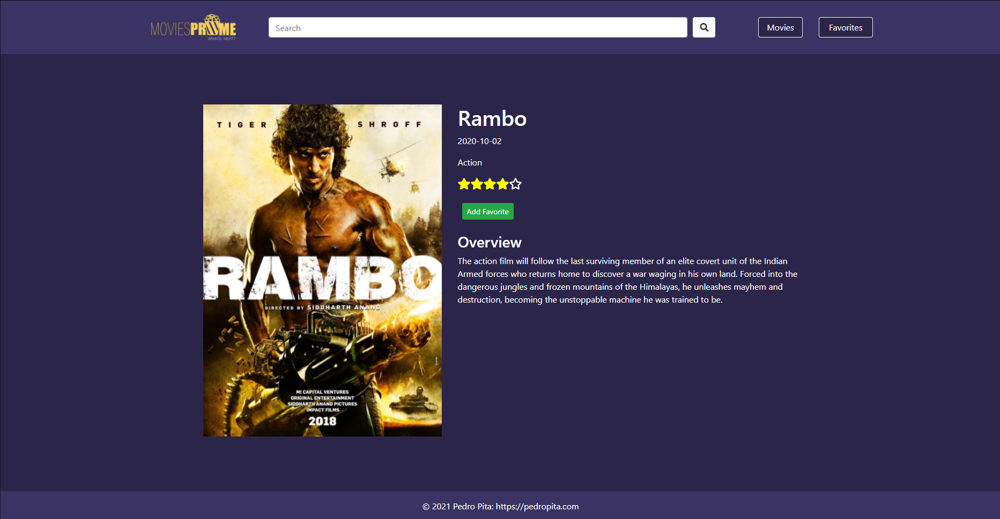 MOVIESPRIME
WHATS NEXT?
Search
Movies
Favorites
TIGER SHROFF
RAMBO
DIRECTED BY SIDDHARTH ANAND
M! CAPITAL VENTURES
ORIGINAL ENTERTAINMENT
SIDDHARTH ANAND PICTURES
IMPACT FILMS
2018
Rambo
2020-10-02
Action
Add Favorite
Overview
The action film will follow the last surviving member of an elite covert unit of the Indian
Armed forces who returns home to discover a war waging in his own land. Forced into the
dangerous jungles and frozen mountains of the Himalayas, he unleashes mayhem and
destruction, becoming the unstoppable machine he was trained to be.
© 2021 Pedro Pita: https://pedropita.com